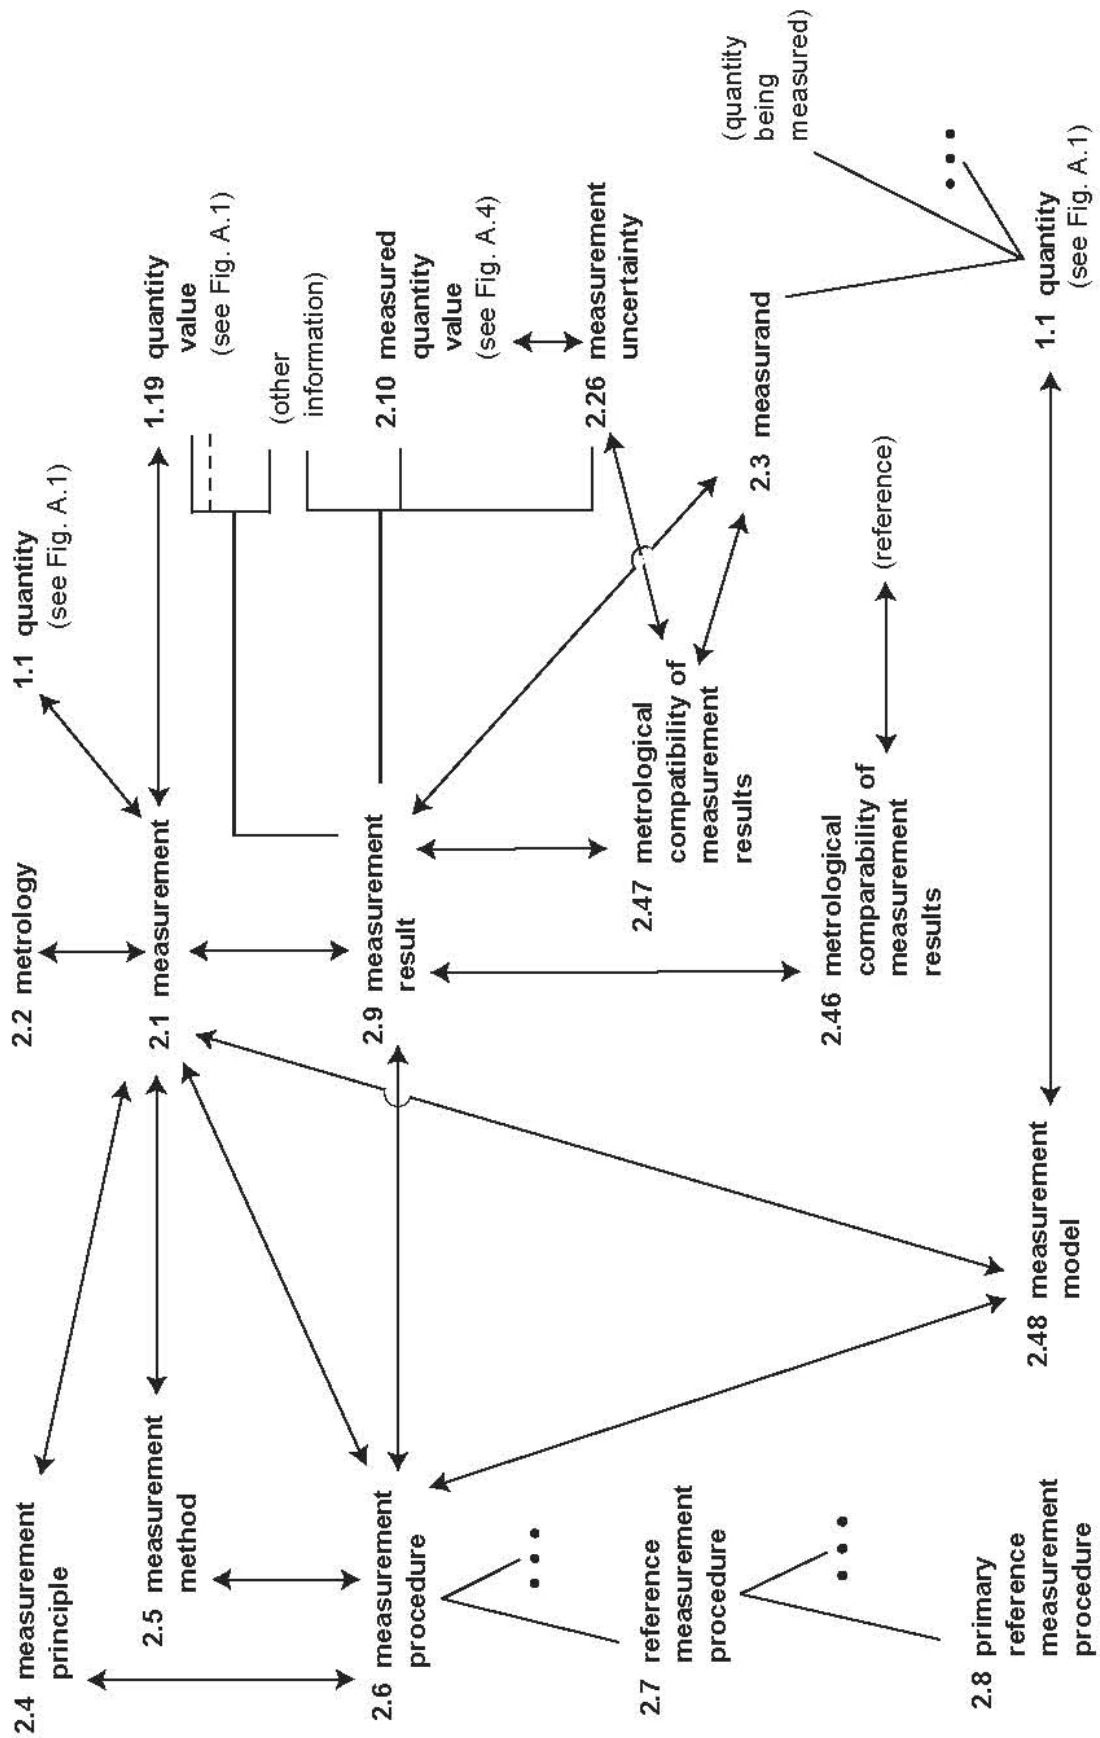 2.4 measurement
principle
2.5 measurement
method
2.6 measurement
procedure
2.7 reference
measurement
procedure
2.8 primary
reference
measurement
procedure
2.2 metrology
2.1 measurement
2.9 measurement
result
2.47 metrological
compatibility of
measurement
results
2.46 metrological
comparability of
measurement
results
2.48 measurement
model
1.1 quantity
(see Fig. A.1)
1.19 quantity
value
(see Fig. A.1)
(other
information)
2.10 measured
quantity
value
(see Fig. A.4)
2.26 measurement
uncertainty
2.3 measurand
(reference)
(quantity
being
measured)
1.1 quantity
(see Fig. A.1)